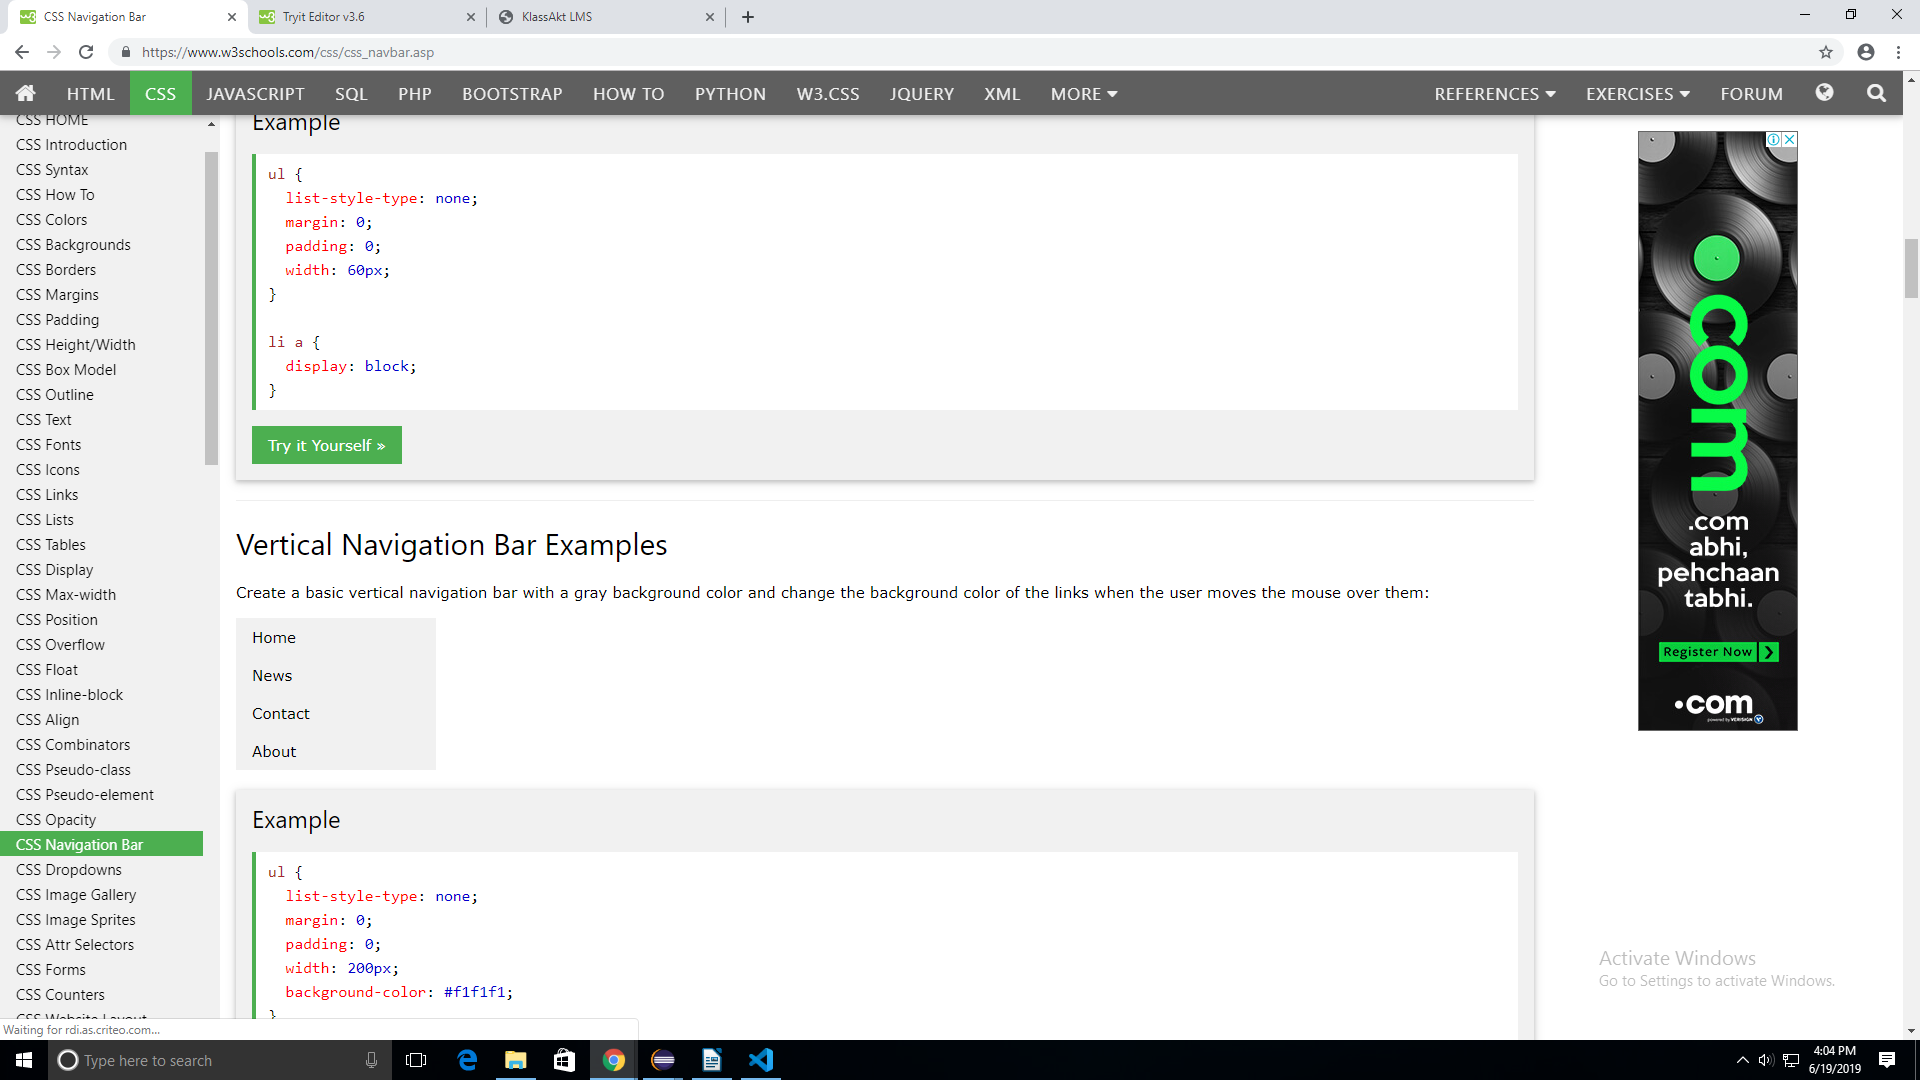 CSS Navigation Bar
Tryit Editor v3.6
KlassAkt LMS
https://www.w3schools.com/css/css_navbar.asp
HTML
CSS
JAVASCRIPT
SQL
PHP
BOOTSTRAP
HOW TO
PYTHON
W3.CSS
JQUERY
XML
MORE
REFERENCES
EXERCISES
FORUM
CSS HOME
CSS Introduction
CSS Syntax
CSS How To
CSS Colors
CSS Backgrounds
CSS Borders
CSS Margins
CSS Padding
CSS Height/Width
CSS Box Model
CSS Outline
CSS Text
CSS Fonts
CSS Icons
CSS Links
CSS Lists
CSS Tables
CSS Display
CSS Max-width
CSS Position
CSS Overflow
CSS Float
CSS Inline-block
CSS Align
CSS Combinators
CSS Pseudo-class
CSS Pseudo-element
CSS Opacity
CSS Navigation Bar
CSS Dropdowns
CSS Image Gallery
CSS Image Sprites
CSS Attr Selectors
CSS Forms
CSS Counters
CSS Website Layout
Example
ul {
list-style-type: none;
margin: 0;
padding: 0;
width: 60px;
}
li a {
display: block;
}
Try it Yourself »
Vertical Navigation Bar Examples
Create a basic vertical navigation bar with a gray background color and change the background color of the links when the user moves the mouse over them:
Home
News
Contact
About
Example
ul {
list-style-type: none;
margin: 0;
padding: 0;
width: 200px;
background-color: #f1f1f1;
}
.com
.com
abhi,
pehchaan
tabhi.
Register Now
.com
powered by VERISIGN
Activate Windows
Go to Settings to activate Windows.
Waiting for rdi.as.criteo.com...
Type here to search
4:04 PM
6/19/2019